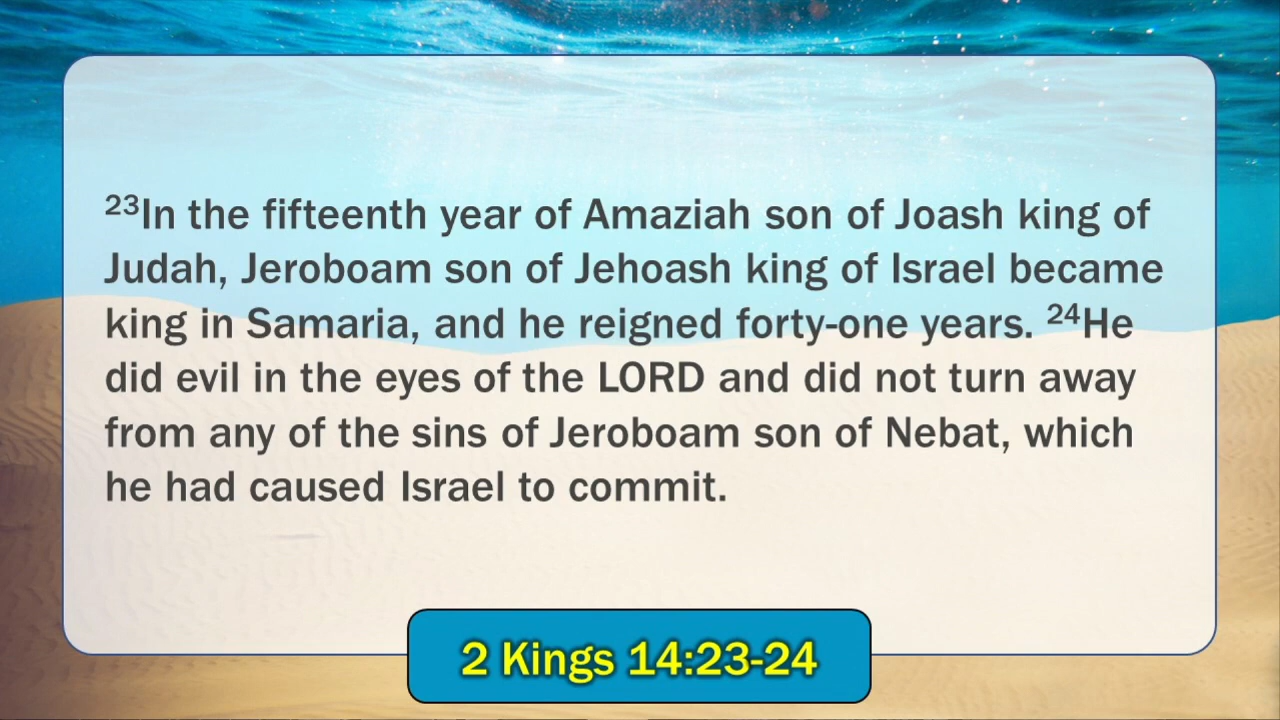 ²³In the fifteenth year of Amaziah son of Joash king of
Judah, Jeroboam son of Jehoash king of Israel became
king in Samaria, and he reigned forty-one years. ²⁴He
did evil in the eyes of the LORD and did not turn away
from any of the sins of Jeroboam son of Nebat, which
he had caused Israel to commit.
2 Kings 14:23-24